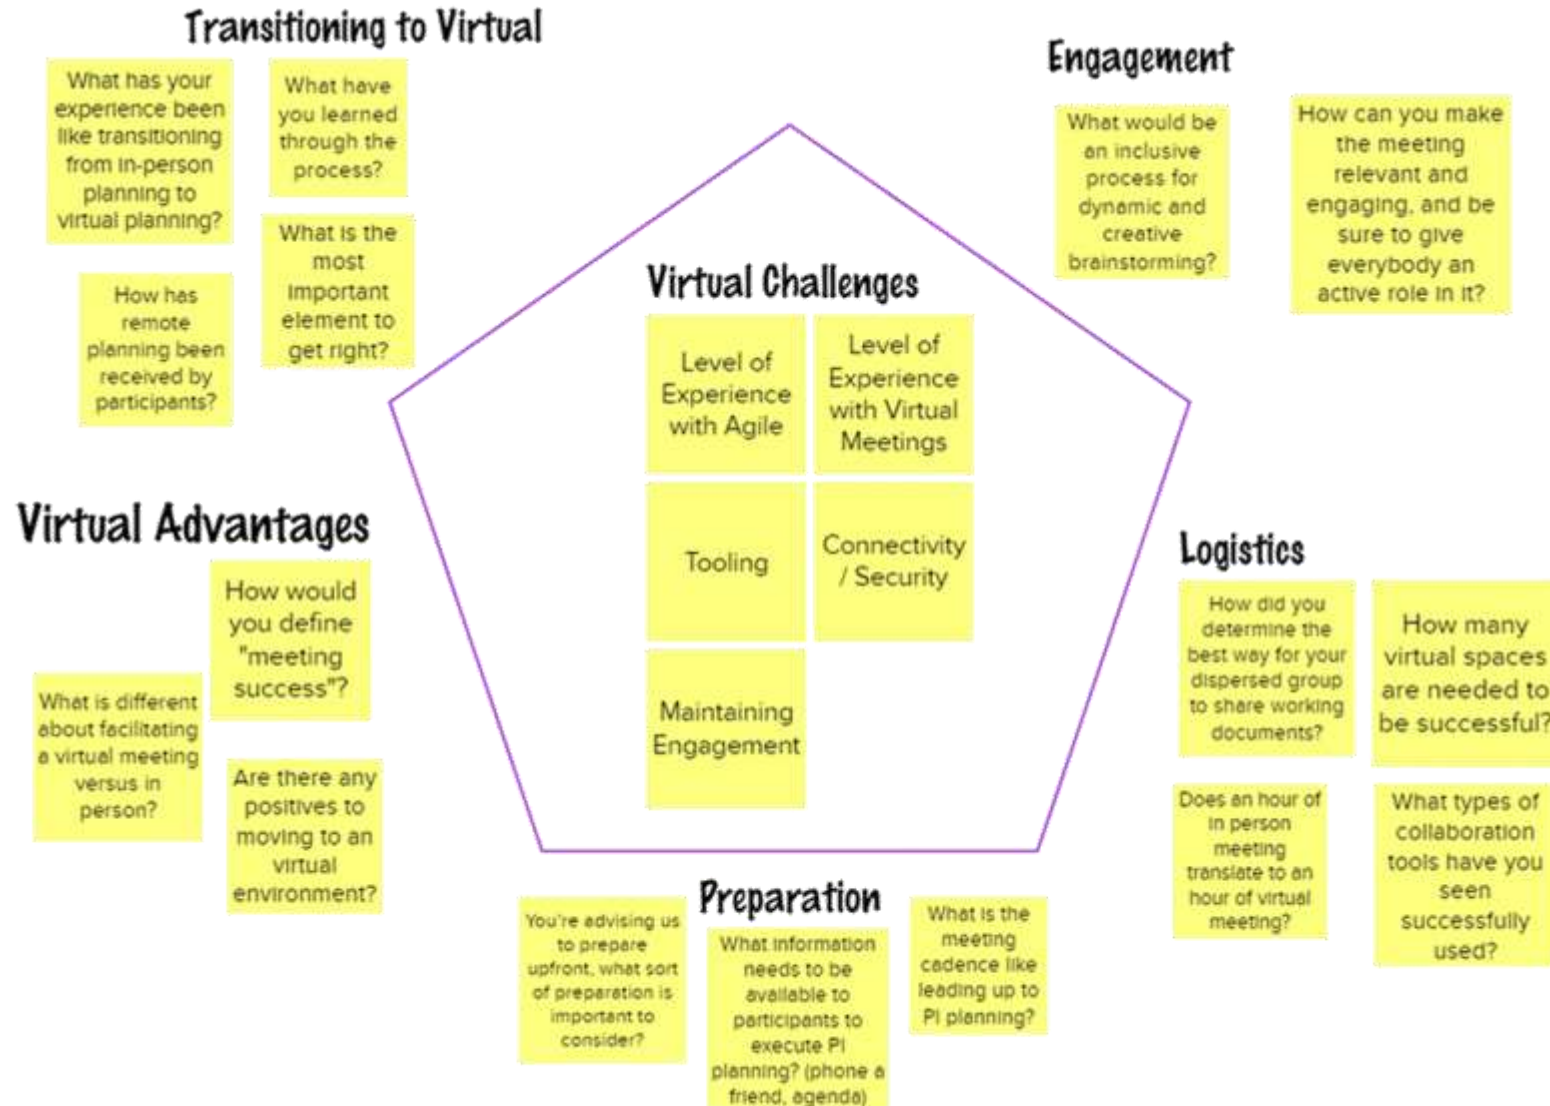 Transitioning to Virtual
What has your
experience been
like transitioning
from in-person
planning to
virtual planning?
What have
you learned
through the
process?
How has
remote
planning been
received by
participants?
What is the
most
important
element to
get right?
Engagement
What would be
an inclusive
process for
dynamic and
creative
brainstorming?
How can you make
the meeting
relevant and
engaging, and be
sure to give
everybody an
active role in it?
Virtual Challenges
Level of
Experience
with Agile
Level of
Experience
with Virtual
Meetings
Tooling
Connectivity
/ Security
Maintaining
Engagement
Virtual Advantages
How would
you define
"meeting
success"?
What is different
about facilitating
a virtual meeting
versus in
person?
Are there any
positives to
moving to an
virtual
environment?
Logistics
How did you
determine the
best way for your
dispersed group
to share working
documents?
How many
virtual spaces
are needed to
be successful?
Does an hour of
in person
meeting
translate to an
hour of virtual
meeting?
What types of
collaboration
tools have you
seen
successfully
used?
Preparation
You're advising us
to prepare
upfront, what sort
of preparation is
important to
consider?
What information
needs to be
available to
participants to
execute PI
planning? (phone a
friend, agenda)
What is the
meeting
cadence like
leading up to
PI planning?